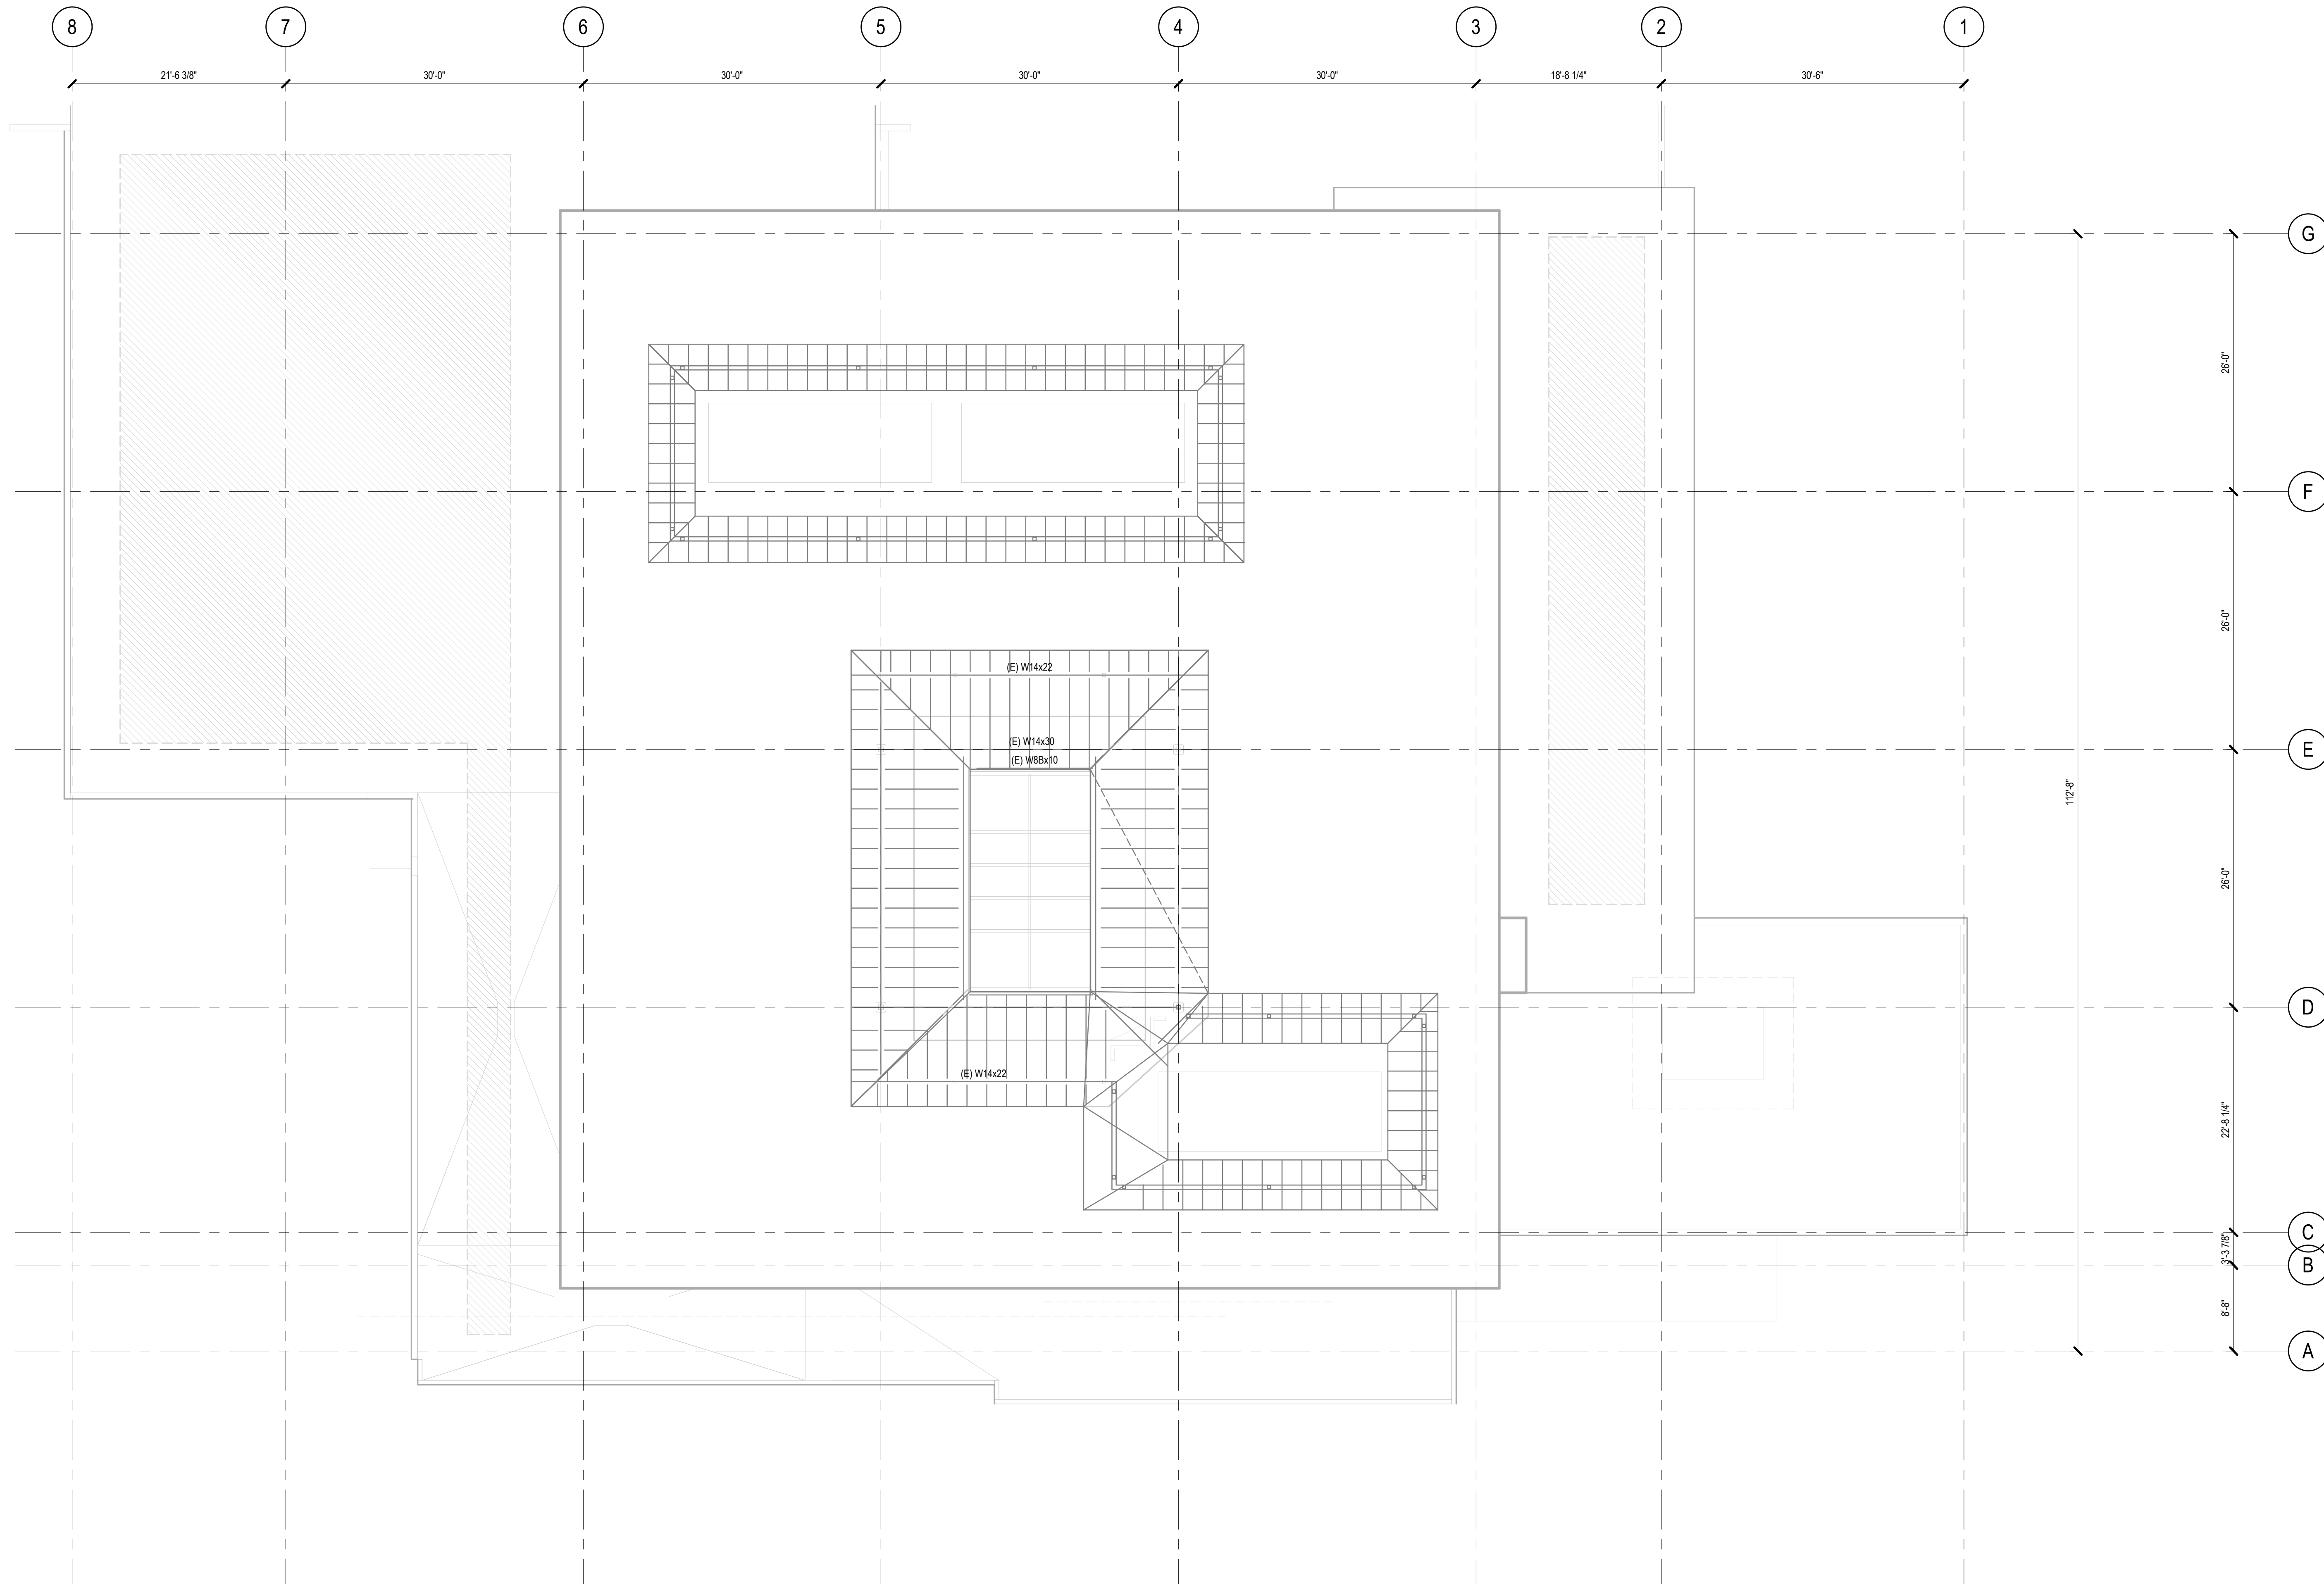 8 7 6 5 4 3 2 1
21'-6 3/8" 30'-0" 30'-0" 30'-0" 30'-0" 18'-8 1/4" 30'-6"
G
26'-0"
F
26'-0"
(E) W14x22
E
(E) W14x30
(E) W8Bx10
112'-8"
26'-0"
D
(E) W14x22
22'-8 1/4"
C
3'-3 7/8"
B
8'-8"
A